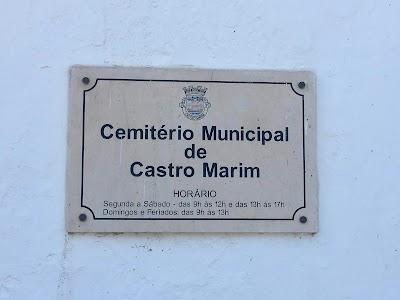 Cemitério Municipal
de
Castro Marim
HORÁRIO
Segunda a Sábado - das 9h às 12h e das 13h às 17h
Domingos e Feriados: das 9h às 13h